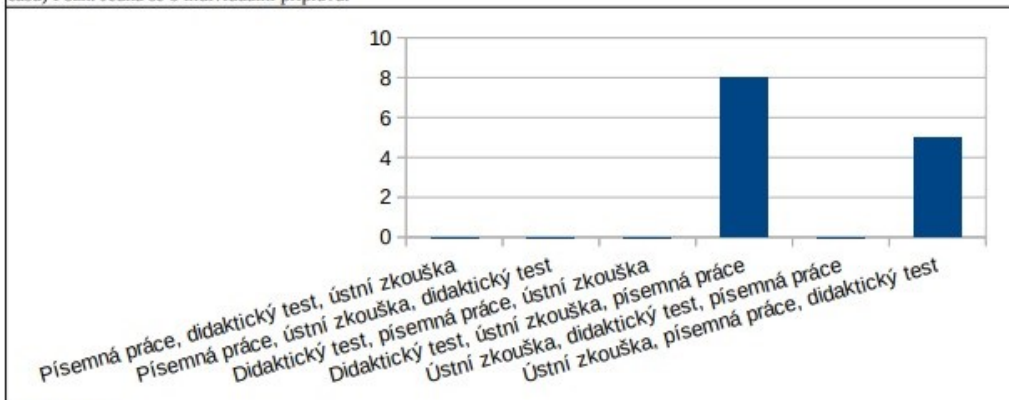 10
8
6
4
2
0
Písemná práce, didaktický test, ústní zkouška
Písemná práce, ústní zkouška, didaktický test
Didaktický test, písemná práce, ústní zkouška
Didaktický test, ústní zkouška, písemná práce
Ústní zkouška, didaktický test, písemná práce
Ústní zkouška, písemná práce, didaktický test